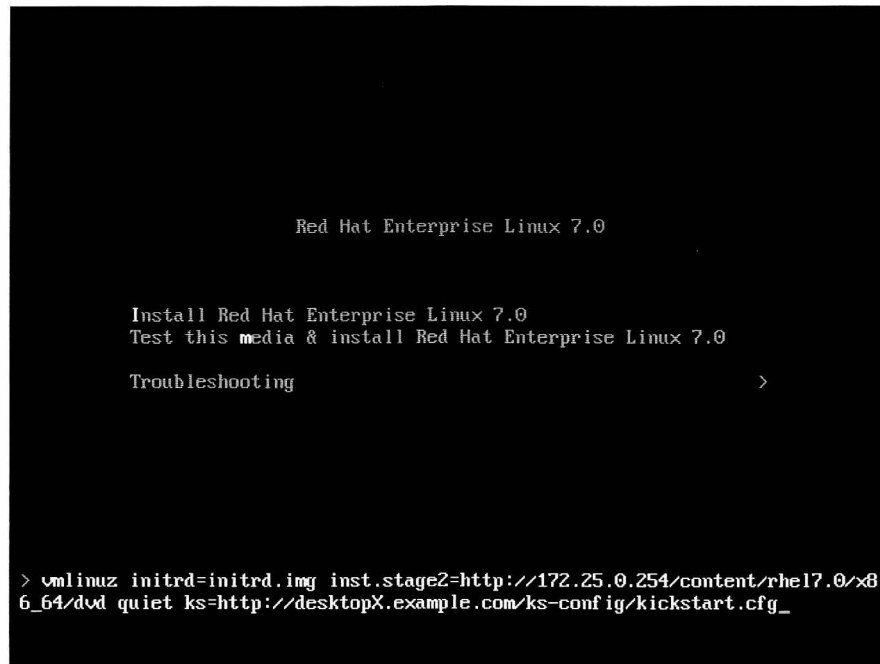 Red Hat Enterprise Linux 7.0
Install Red Hat Enterprise Linux 7.0
Test this media & install Red Hat Enterprise Linux 7.0
Troubleshooting >
> vmlinuz initrd=initrd.img inst.stage2=http://172.25.0.254/content/rhel7.0/x8
6_64/dvd quiet ks=http://desktopX.example.com/ks-config/kickstart.cfg_